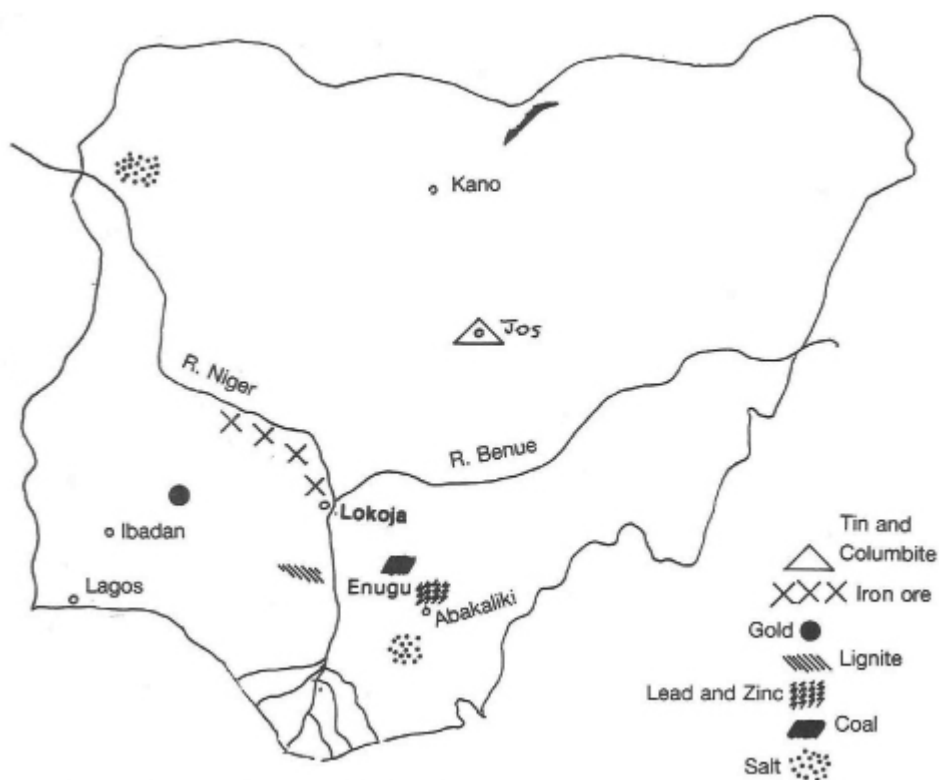 Kano
Jos
R. Niger
R. Benue
Lokoja
Ibadan
Enugu
Lagos
Abakaliki
Tin and
Columbite
Iron ore
Gold
Lignite
Lead and Zinc
Coal
Salt